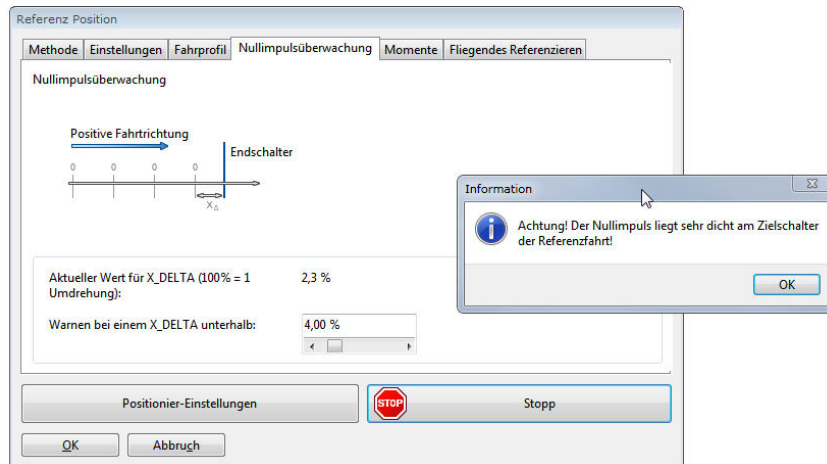 Referenz Position
Methode Einstellungen Fahrprofil Nullimpulsüberwachung Momente Fliegendes Referenzieren
Nullimpulsüberwachung
Positive Fahrtrichtung
Endschalter
0 0 0 0
X Δ
Information
Achtung! Der Nullimpuls liegt sehr dicht am Zielschalter
der Referenzfahrt!
OK
Aktueller Wert für X_DELTA (100% = 1 2,3 %
Umdrehung):
Warnen bei einem X_DELTA unterhalb: 4,00 %
Positionier-Einstellungen
STOP Stopp
OK Abbruch